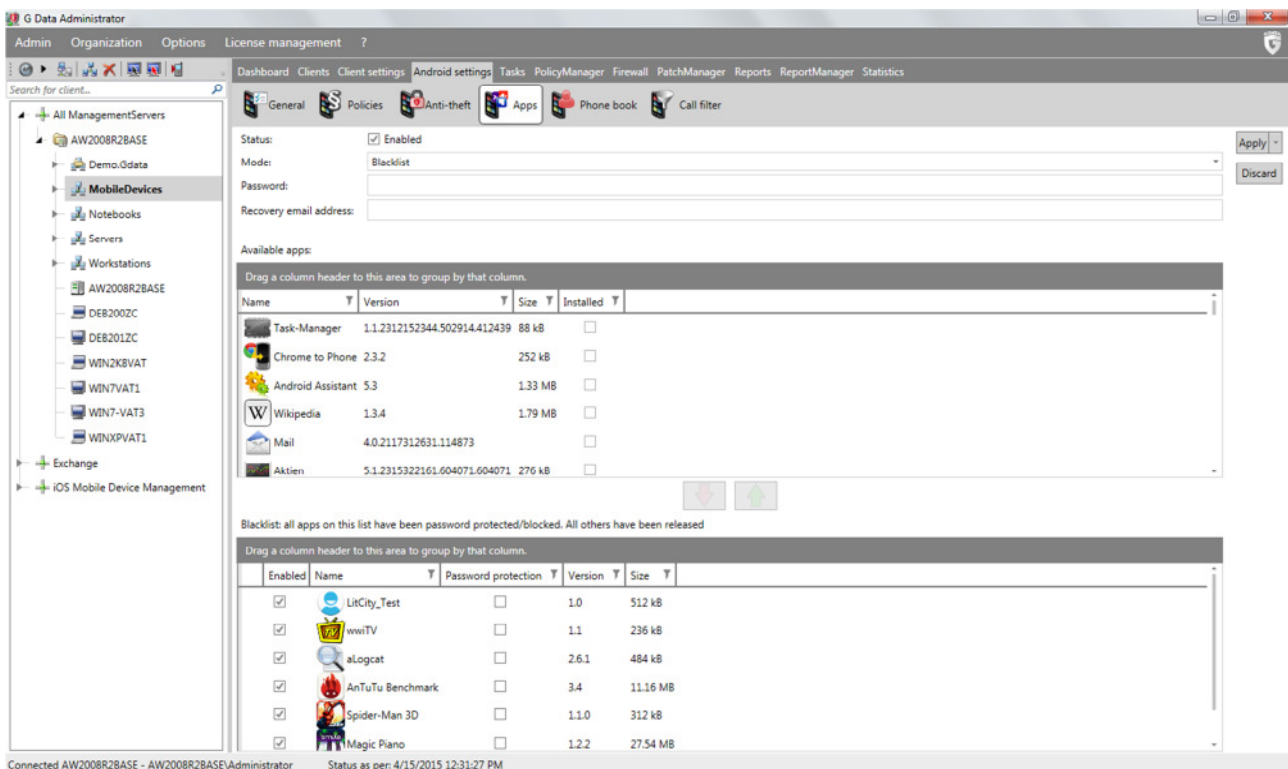 G Data Administrator
Admin Organization Options License management ?
Dashboard Clients Client settings Android settings Tasks PolicyManager Firewall PatchManager Reports ReportManager Statistics
Search for client...
General Policies Anti-theft Apps Phone book Call filter
All ManagementServers
AW2008R2BASE
Demo.Gdata
MobileDevices
Notebooks
Servers
Workstations
AW2008R2BASE
DEB200ZC
DEB201ZC
WIN2K8VAT
WIN7VAT1
WIN7-VAT3
WINXPVAT1
Exchange
iOS Mobile Device Management
Status: Enabled
Mode: Blacklist
Password:
Recovery email address:
Apply
Discard
Available apps:
Drag a column header to this area to group by that column.
Name Version Size Installed
Task-Manager 1.1.2312152344.502914.412439 88 kB
Chrome to Phone 2.3.2 252 kB
Android Assistant 5.3 1.33 MB
W Wikipedia 1.3.4 1.79 MB
Mail 4.0.2117312631.114873
Aktien 5.1.2315322161.604071.604071 276 kB
Blacklist: all apps on this list have been password protected/blocked. All others have been released
Drag a column header to this area to group by that column.
Enabled Name Password protection Version Size
LitCity_Test 1.0 512 kB
wwiTV 1.1 236 kB
aLogcat 2.6.1 484 kB
AnTuTu Benchmark 3.4 11.16 MB
Spider-Man 3D 1.1.0 312 kB
Magic Piano 1.2.2 27.54 MB
Connected AW2008R2BASE - AW2008R2BASE\Administrator Status as per: 4/15/2015 12:31:27 PM